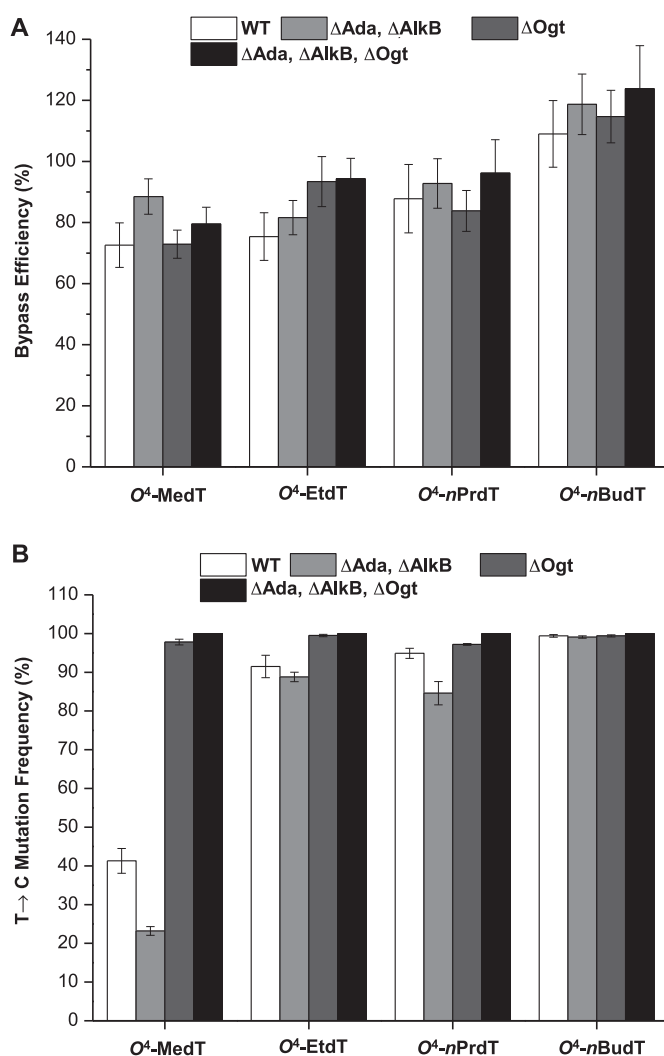 A
WT
ΔAda, ΔAlkB
ΔOgt
ΔAda, ΔAlkB, ΔOgt
Bypass Efficiency (%)
140
120
100
80
60
40
20
0
O⁴-MedT
O⁴-EtdT
O⁴-nPrdT
O⁴-nBudT
B
WT
ΔAda, ΔAlkB
ΔOgt
ΔAda, ΔAlkB, ΔOgt
T→ C Mutation Frequency (%)
110
100
90
80
70
60
50
40
30
20
10
0
O⁴-MedT
O⁴-EtdT
O⁴-nPrdT
O⁴-nBudT